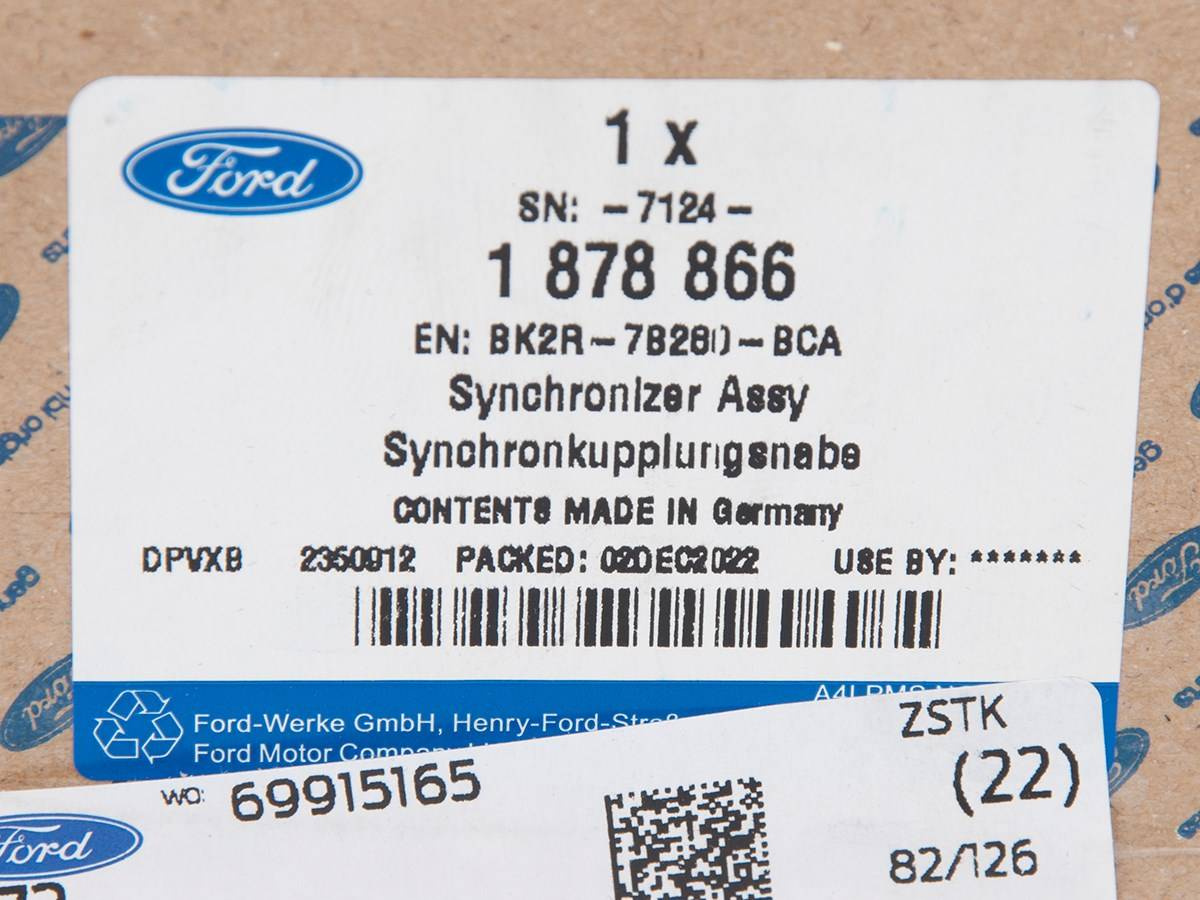 Ford
1 x
SN: -7124-
1 878 866
EN: BK2R-7B280-BCA
Synchronizer Assy
Synchronkupplungsnabe
CONTENTS MADE IN Germany
DPVXB 2350912 PACKED: 02DEC2022 USE BY: *******
Ford-Werke GmbH, Henry-Ford-Straß
Ford Motor Company
ZSTK
WO: 69915165
(22)
Ford
82/126